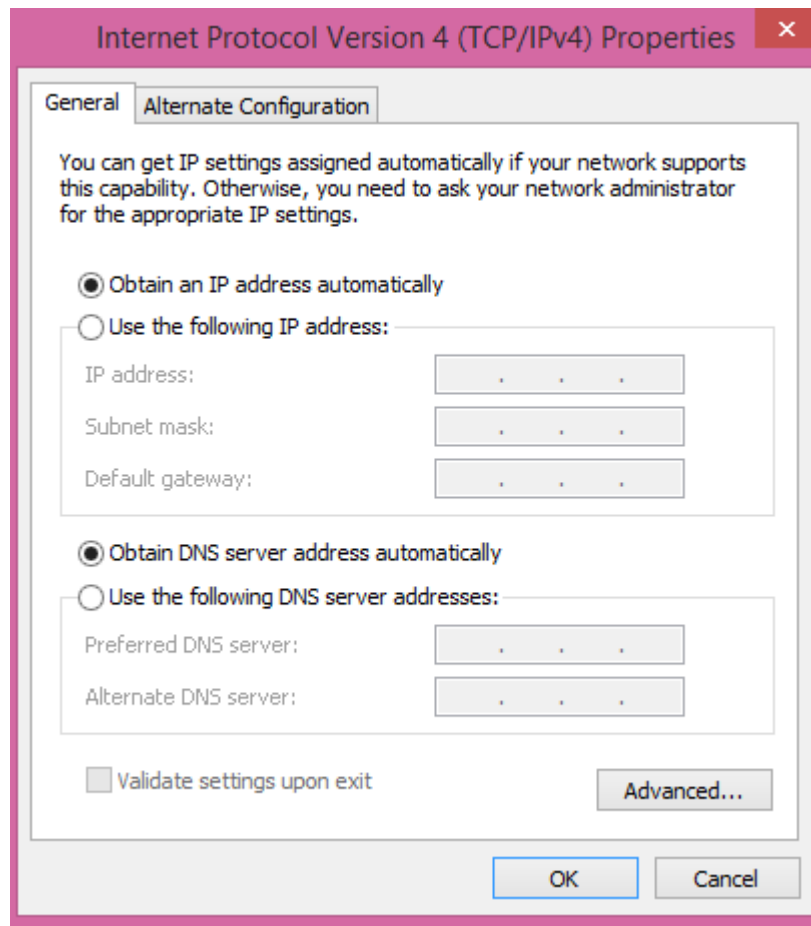 Internet Protocol Version 4 (TCP/IPv4) Properties
General
Alternate Configuration
You can get IP settings assigned automatically if your network supports
this capability. Otherwise, you need to ask your network administrator
for the appropriate IP settings.
Obtain an IP address automatically
Use the following IP address:
IP address:
Subnet mask:
Default gateway:
Obtain DNS server address automatically
Use the following DNS server addresses:
Preferred DNS server:
Alternate DNS server:
Validate settings upon exit
Advanced...
OK
Cancel